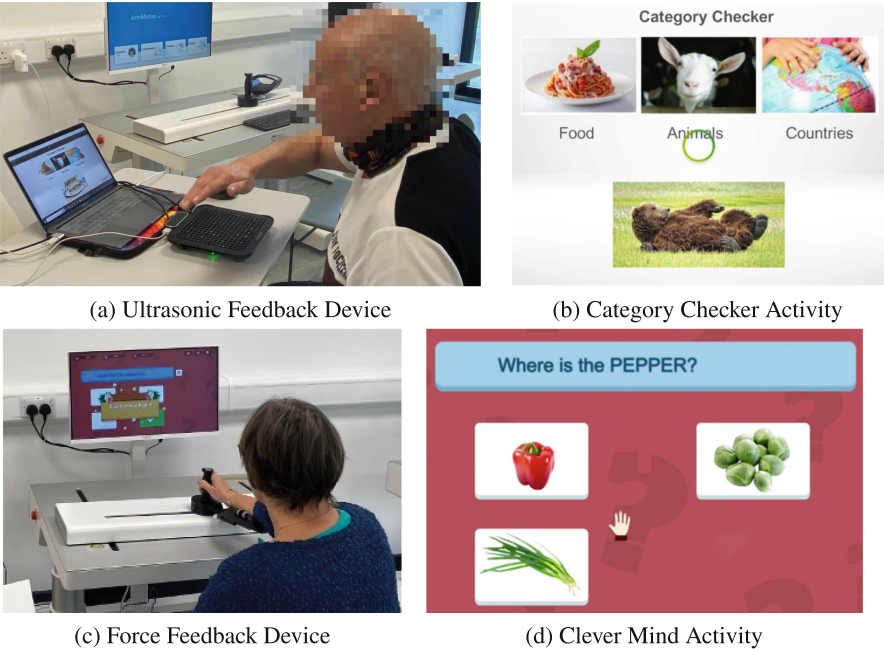 ArmMotus
Category Checker
Food
Animals
Countries
(a) Ultrasonic Feedback Device
(b) Category Checker Activity
Where is the PEPPER?
(c) Force Feedback Device
(d) Clever Mind Activity